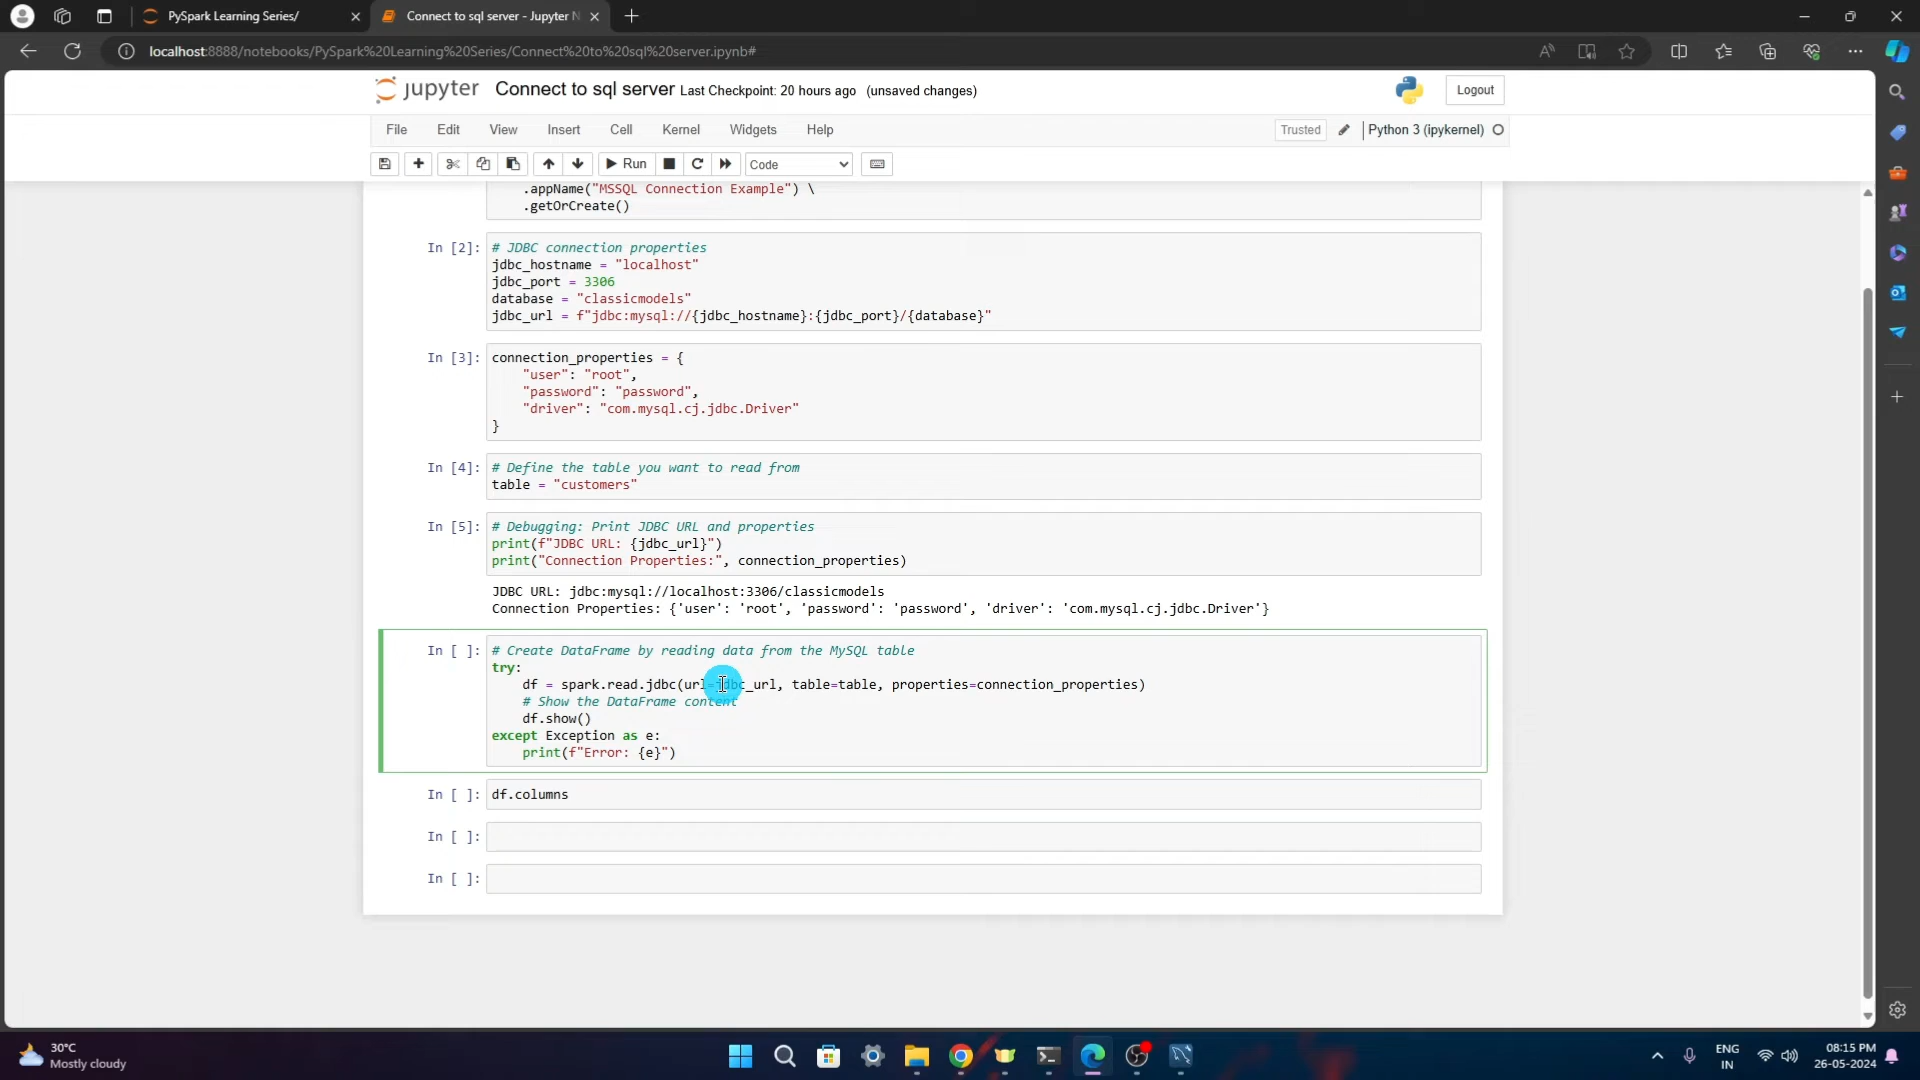 PySpark Learning Series/
Connect to sql server - Jupyter N
localhost:8888/notebooks/PySpark%20Learning%20Series/Connect%20to%20sql%20server.ipynb#
jupyter Connect to sql server Last Checkpoint: 20 hours ago (unsaved changes)
Logout
File Edit View Insert Cell Kernel Widgets Help
Trusted
Python 3 (ipykernel)
Run
Code
.appName("MSSQL Connection Example") \
.getOrCreate()
In [2]: # JDBC connection properties
jdbc_hostname = "localhost"
jdbc_port = 3306
database = "classicmodels"
jdbc_url = f"jdbc:mysql://{jdbc_hostname}:{jdbc_port}/{database}"
In [3]: connection_properties = {
"user": "root",
"password": "password",
"driver": "com.mysql.cj.jdbc.Driver"
}
In [4]: # Define the table you want to read from
table = "customers"
In [5]: # Debugging: Print JDBC URL and properties
print(f"JDBC URL: {jdbc_url}")
print("Connection Properties:", connection_properties)
JDBC URL: jdbc:mysql://localhost:3306/classicmodels
Connection Properties: {'user': 'root', 'password': 'password', 'driver': 'com.mysql.cj.jdbc.Driver'}
In [ ]: # Create DataFrame by reading data from the MySQL table
try:
df = spark.read.jdbc(url=jdbc_url, table=table, properties=connection_properties)
# Show the DataFrame content
df.show()
except Exception as e:
print(f"Error: {e}")
In [ ]: df.columns
In [ ]:
In [ ]:
30°C
Mostly cloudy
ENG
IN
08:15 PM
26-05-2024